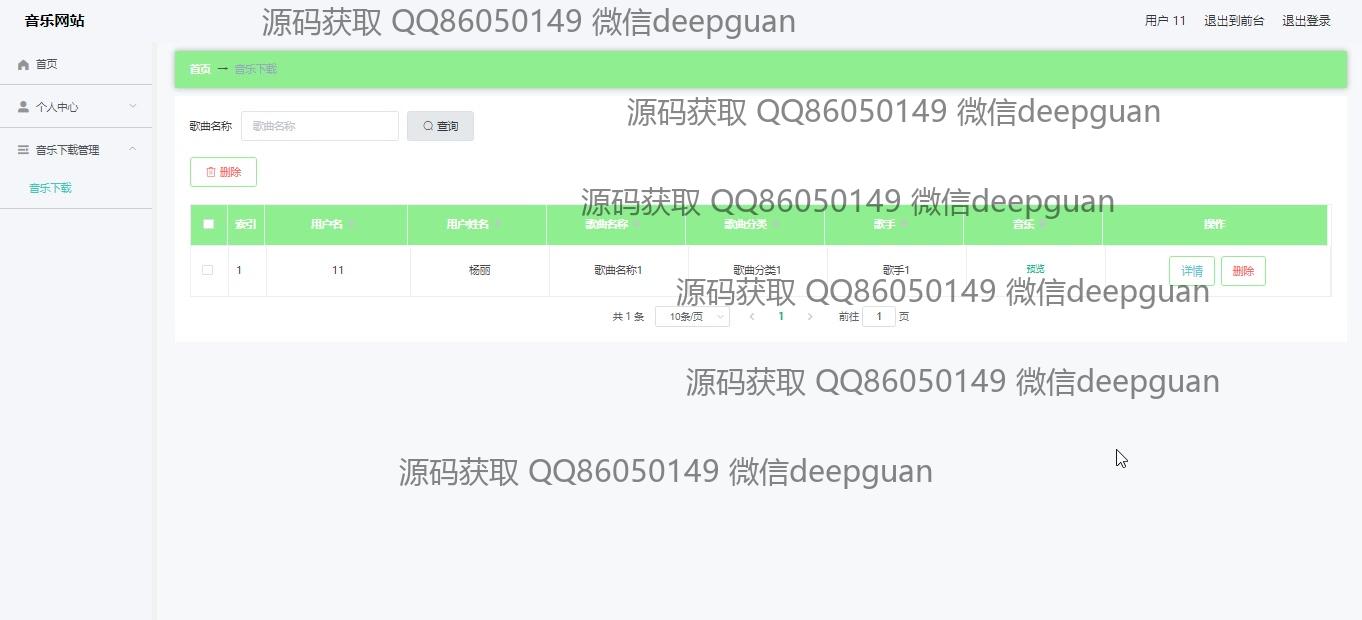 音乐网站
源码获取 QQ86050149 微信deepguan
用户 11 退出到前台 退出登录
首页
个人中心
音乐下载管理
音乐下载
首页 → 音乐下载
源码获取 QQ86050149 微信deepguan
歌曲名称 歌曲名称 查询
删除
源码获取 QQ86050149 微信deepguan
索引 用户名 用户姓名 歌曲名称 歌曲分类 歌手 音乐 操作
1 11 杨丽 歌曲名称1 歌曲分类1 歌手1 预览 详情 删除
源码获取 QQ86050149 微信deepguan
共 1 条 10条/页 1 前往 1 页
源码获取 QQ86050149 微信deepguan
源码获取 QQ86050149 微信deepguan